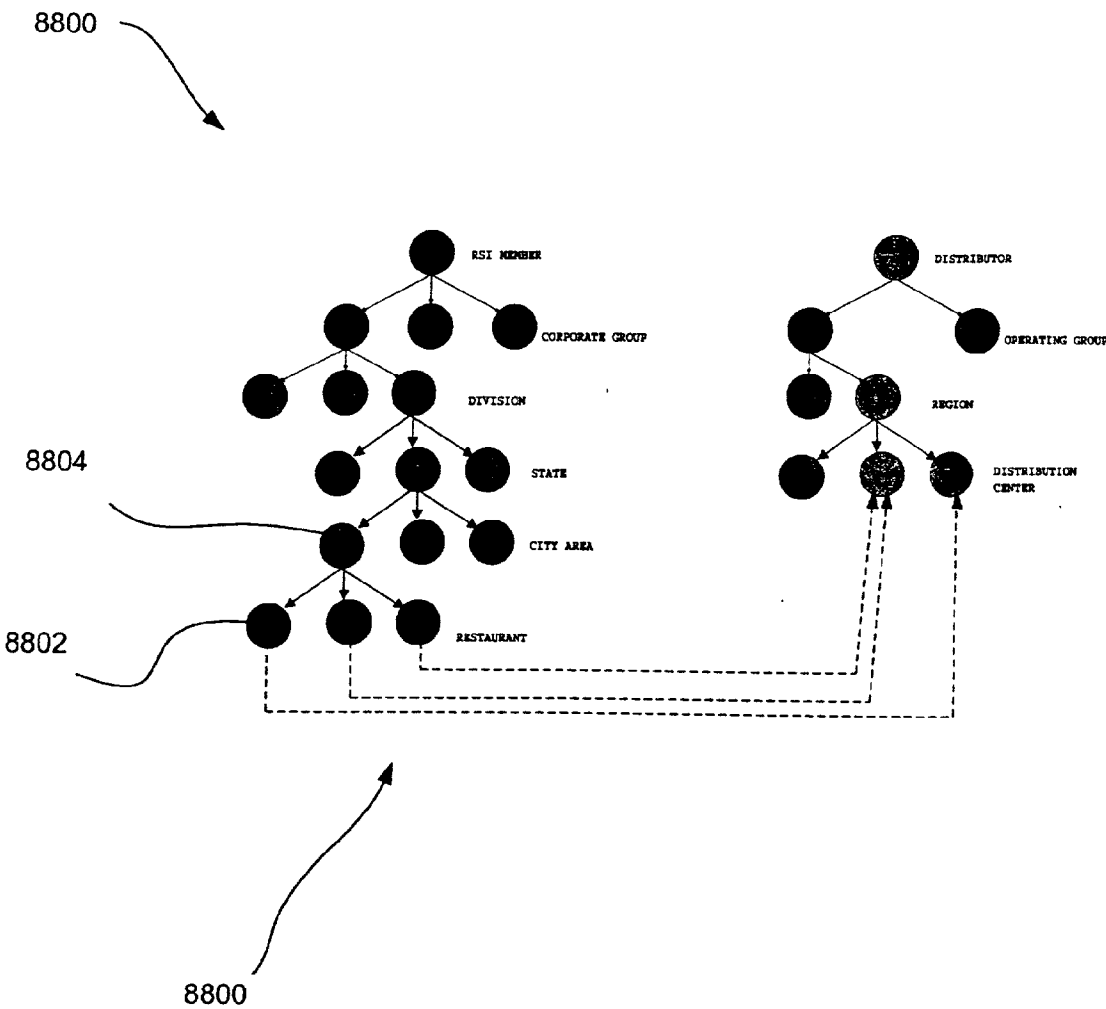 8800
RSI MEMBER
DISTRIBUTOR
CORPORATE GROUP
OPERATING GROUP
DIVISION
REGION
8804
STATE
DISTRIBUTION
CENTER
CITY AREA
8802
RESTAURANT
8800